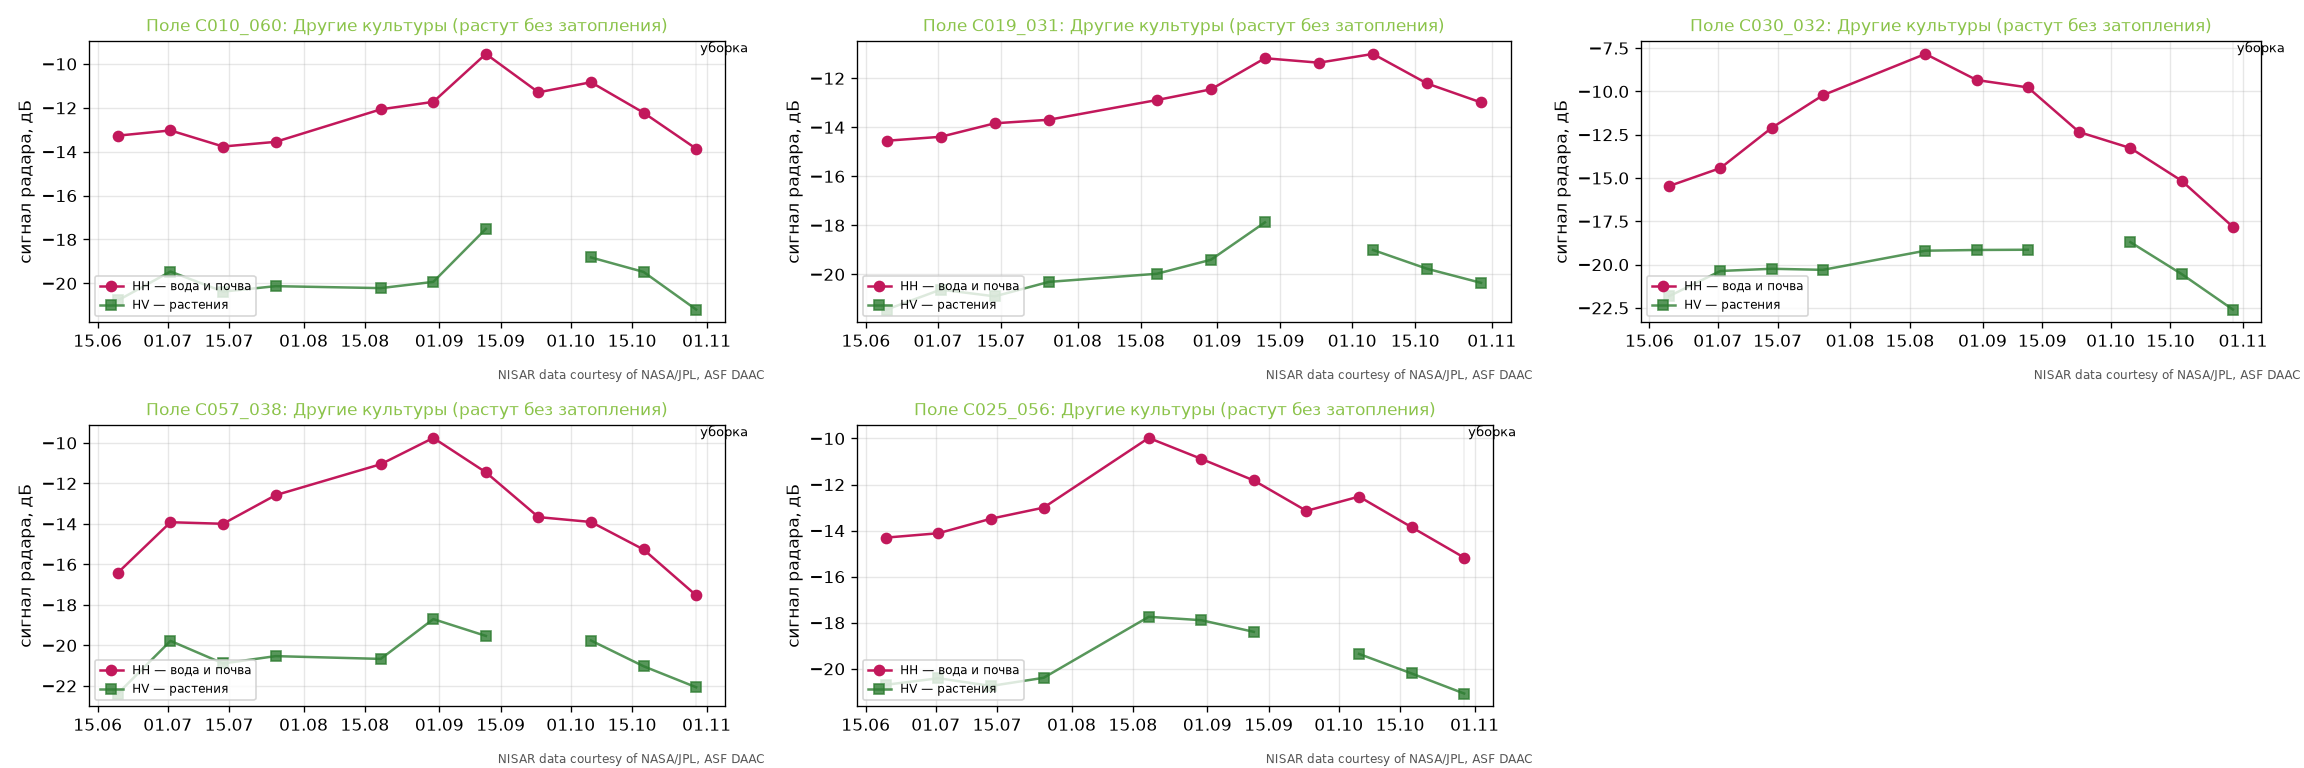 Поле C010_060: Другие культуры (растут без затопления)
уборка
сигнал радара, дБ
−10
−12
−14
−16
−18
−20
HH — вода и почва
HV — растения
15.06 01.07 15.07 01.08 15.08 01.09 15.09 01.10 15.10 01.11
NISAR data courtesy of NASA/JPL, ASF DAAC
Поле C019_031: Другие культуры (растут без затопления)
сигнал радара, дБ
−12
−14
−16
−18
−20
HH — вода и почва
HV — растения
15.06 01.07 15.07 01.08 15.08 01.09 15.09 01.10 15.10 01.11
NISAR data courtesy of NASA/JPL, ASF DAAC
Поле C030_032: Другие культуры (растут без затопления)
уборка
сигнал радара, дБ
−7.5
−10.0
−12.5
−15.0
−17.5
−20.0
−22.5
HH — вода и почва
HV — растения
15.06 01.07 15.07 01.08 15.08 01.09 15.09 01.10 15.10 01.11
NISAR data courtesy of NASA/JPL, ASF DAAC
Поле C057_038: Другие культуры (растут без затопления)
уборка
сигнал радара, дБ
−10
−12
−14
−16
−18
−20
−22
HH — вода и почва
HV — растения
15.06 01.07 15.07 01.08 15.08 01.09 15.09 01.10 15.10 01.11
NISAR data courtesy of NASA/JPL, ASF DAAC
Поле C025_056: Другие культуры (растут без затопления)
уборка
сигнал радара, дБ
−10
−12
−14
−16
−18
−20
HH — вода и почва
HV — растения
15.06 01.07 15.07 01.08 15.08 01.09 15.09 01.10 15.10 01.11
NISAR data courtesy of NASA/JPL, ASF DAAC